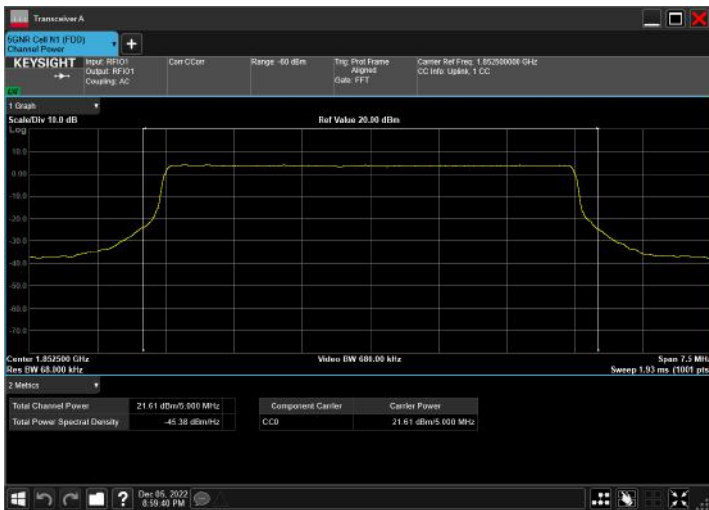 Transceiver A
5GNR Cell N1 (FDD)
Channel Power
KEYSIGHT
Input: RFIO1
Output: RFIO1
Coupling: AC
Corr CCorr
Range: -60 dBm
Trig: Prot Frame
Aligned
Gate: FFT
Carrier Ref Freq: 1.852500000 GHz
CC Info: Uplink, 1 CC
1 Graph
Scale/Div 10.0 dB
Ref Value 20.00 dBm
Log
10.0
0.00
-10.0
-20.0
-30.0
-40.0
-50.0
-60.0
-70.0
Center 1.852500 GHz
Video BW 680.00 kHz
Span 7.5 MHz
Res BW 68.000 kHz
Sweep 1.93 ms (1001 pts
2 Metrics
Total Channel Power 21.61 dBm/5.000 MHz
Total Power Spectral Density -45.38 dBm/Hz
Component Carrier Carrier Power
CC0 21.61 dBm/5.000 MHz
Dec 05, 2022
8:59:40 PM